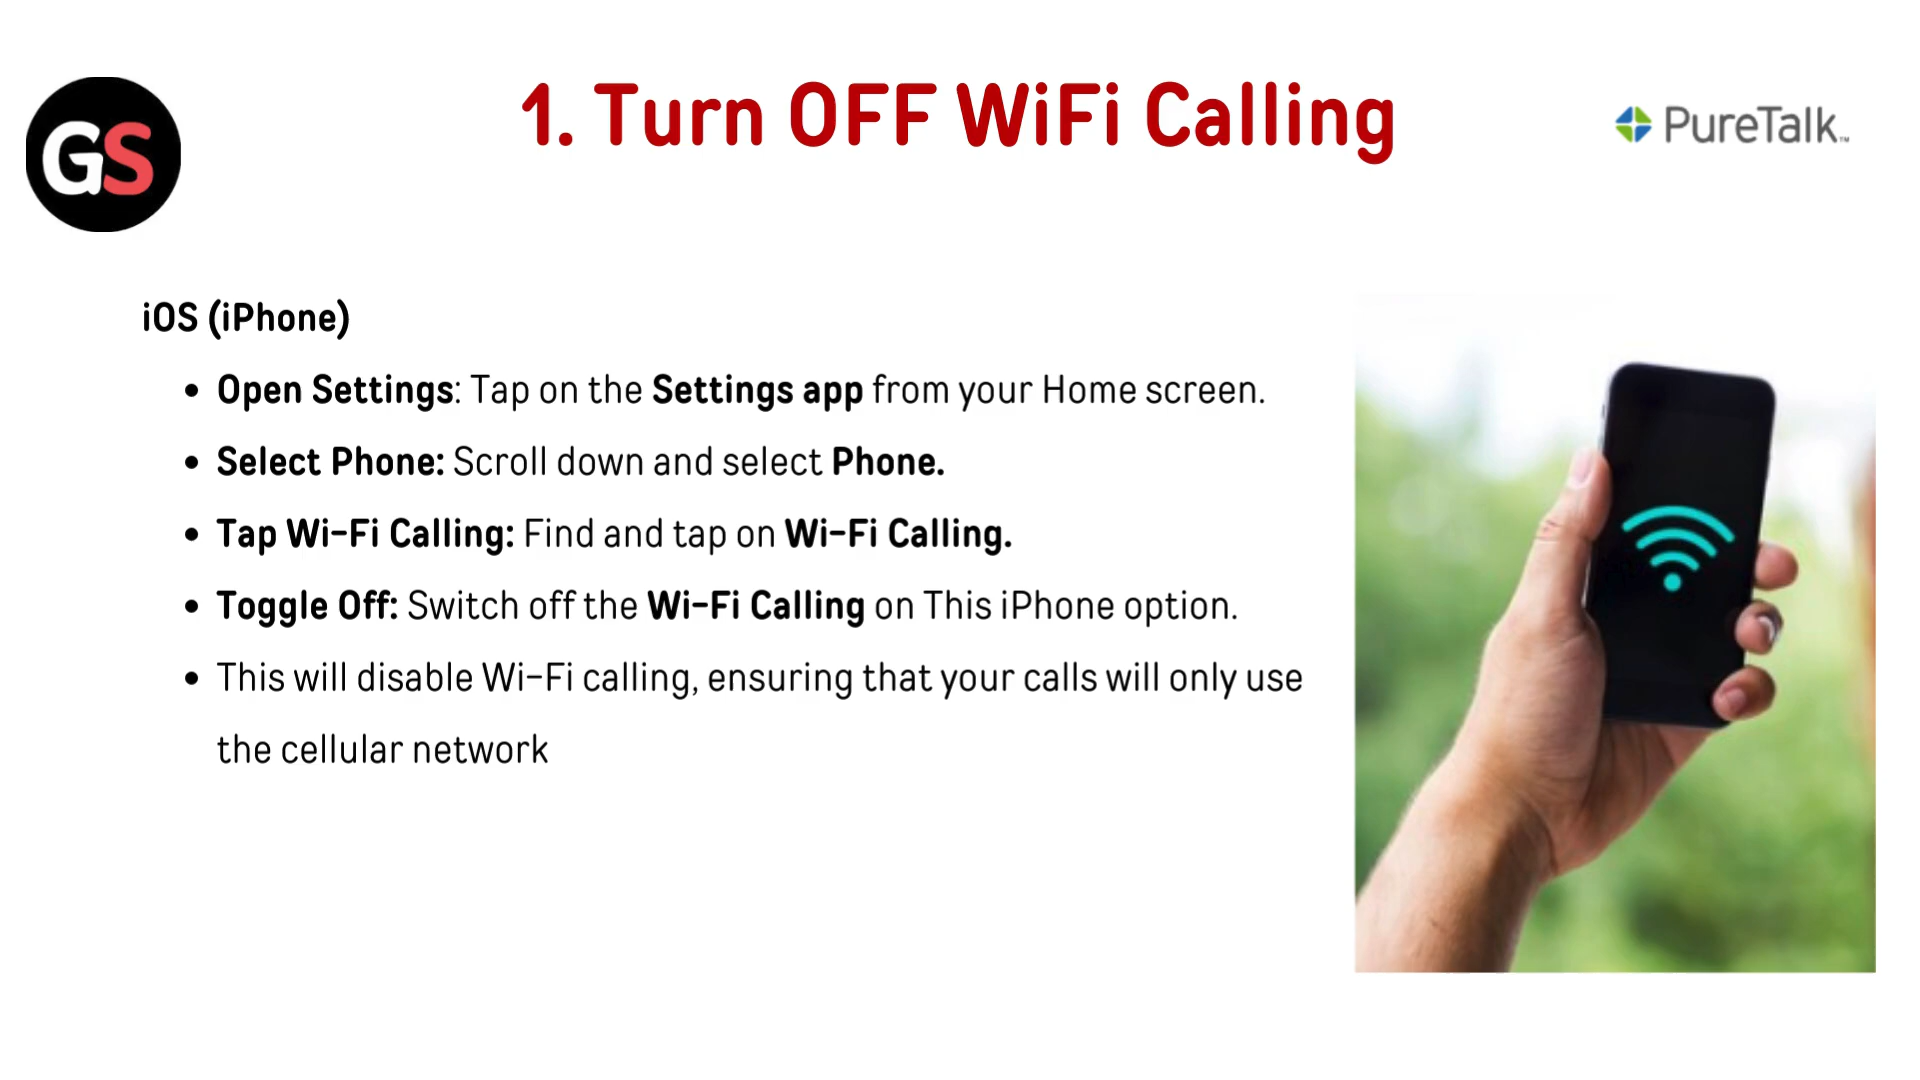 1. Turn OFF WiFi Calling
GS
PureTalk™
iOS (iPhone)
• Open Settings: Tap on the Settings app from your Home screen.
• Select Phone: Scroll down and select Phone.
• Tap Wi-Fi Calling: Find and tap on Wi-Fi Calling.
• Toggle Off: Switch off the Wi-Fi Calling on This iPhone option.
• This will disable Wi-Fi calling, ensuring that your calls will only use
the cellular network